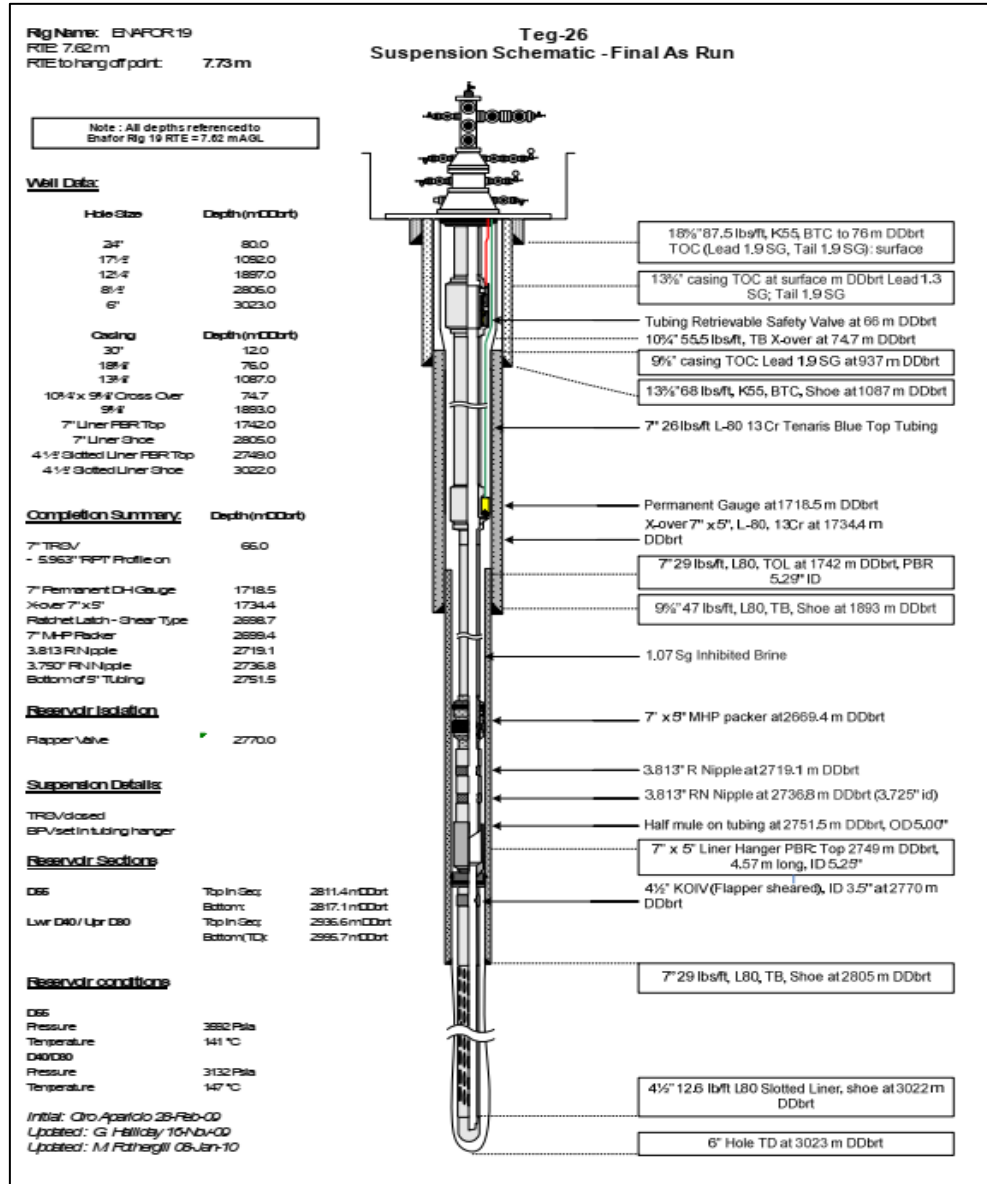 Rig Name: ENAFOR 19
RTE: 7.62 m
RTE to hang off point: 7.73 m
Teg-26
Suspension Schematic - Final As Run
Note : All depths referenced to
Enafor Rig 19 RTE = 7.62 mAGL
Well Data:
Hole Size Depth (mDDbrt)
24" 80.0
17½" 1092.0
12¼" 1897.0
8½" 2806.0
6" 3023.0
Casing Depth (mDDbrt)
30" 12.0
18⅝" 76.0
13⅜" 1087.0
10¾" x 9⅝" Cross Over 74.7
9⅝" 1893.0
7" Liner PBR Top 1742.0
7" Liner Shoe 2805.0
4½" Slotted Liner PBR Top 2749.0
4½" Slotted Liner Shoe 3022.0
Completion Summary: Depth (mDDbrt)
7" TRSV 66.0
- 5.963" "RPT" Profile on
7" Permanent DH Gauge 1718.5
X-over 7" x 5" 1734.4
Ratchet Latch - Shear Type 2698.7
7" MHP Packer 2699.4
3.813 R Nipple 2719.1
3.750" RN Nipple 2736.8
Bottom of 5" Tubing 2751.5
Reservoir Isolation
Flapper Valve 2770.0
Suspension Details:
TRSV closed
BPV set in tubing hanger
Reservoir Sections
D55 Top in Seq: 2811.4 mDDbrt
Bottom: 2817.1 mDDbrt
Lwr D40 / Upr D30 Top in Seq: 2936.6 mDDbrt
Bottom (TD): 2995.7 mDDbrt
Reservoir conditions
D55
Pressure Psia
Temperature 141 °C
D40/D30
Pressure 3132 Psia
Temperature 147 °C
Initial: Ciro Aparicio 28-Feb-09
Updated : G. Halliday 16-Nov-09
Updated : M Fothergill 08-Jan-10
18⅝" 87.5 lbs/ft, K55, BTC to 76 m DDbrt
TOC (Lead 1.9 SG, Tail 1.9 SG): surface
13⅜" casing TOC at surface m DDbrt Lead 1.3
SG; Tail 1.9 SG
Tubing Retrievable Safety Valve at 66 m DDbrt
10¾" 55.5 lbs/ft, TB X-over at 74.7 m DDbrt
9⅝" casing TOC: Lead 1.9 SG at 937 m DDbrt
13⅜" 68 lbs/ft, K55, BTC, Shoe at 1087 m DDbrt
7" 26 lbs/ft L-80 13 Cr Tenaris Blue Top Tubing
Permanent Gauge at 1718.5 m DDbrt
X-over 7" x 5", L-80, 13Cr at 1734.4 m
DDbrt
7" 29 lbs/ft, L80, TOL at 1742 m DDbrt, PBR
5.29" ID
9⅝" 47 lbs/ft, L80, TB, Shoe at 1893 m DDbrt
1.07 Sg Inhibited Brine
7" x 5" MHP packer at 2669.4 m DDbrt
3.813" R Nipple at 2719.1 m DDbrt
3.813" RN Nipple at 2736.8 m DDbrt (3.725" id)
Half mule on tubing at 2751.5 m DDbrt, OD 5.00"
7" x 5" Liner Hanger PBR: Top 2749 m DDbrt,
4.57 m long, ID 5.25"
4½" KOIV (Flapper sheared), ID 3.5" at 2770 m
DDbrt
7" 29 lbs/ft, L80, TB, Shoe at 2805 m DDbrt
4½" 12.6 lb/ft L80 Slotted Liner, shoe at 3022 m
DDbrt
6" Hole TD at 3023 m DDbrt